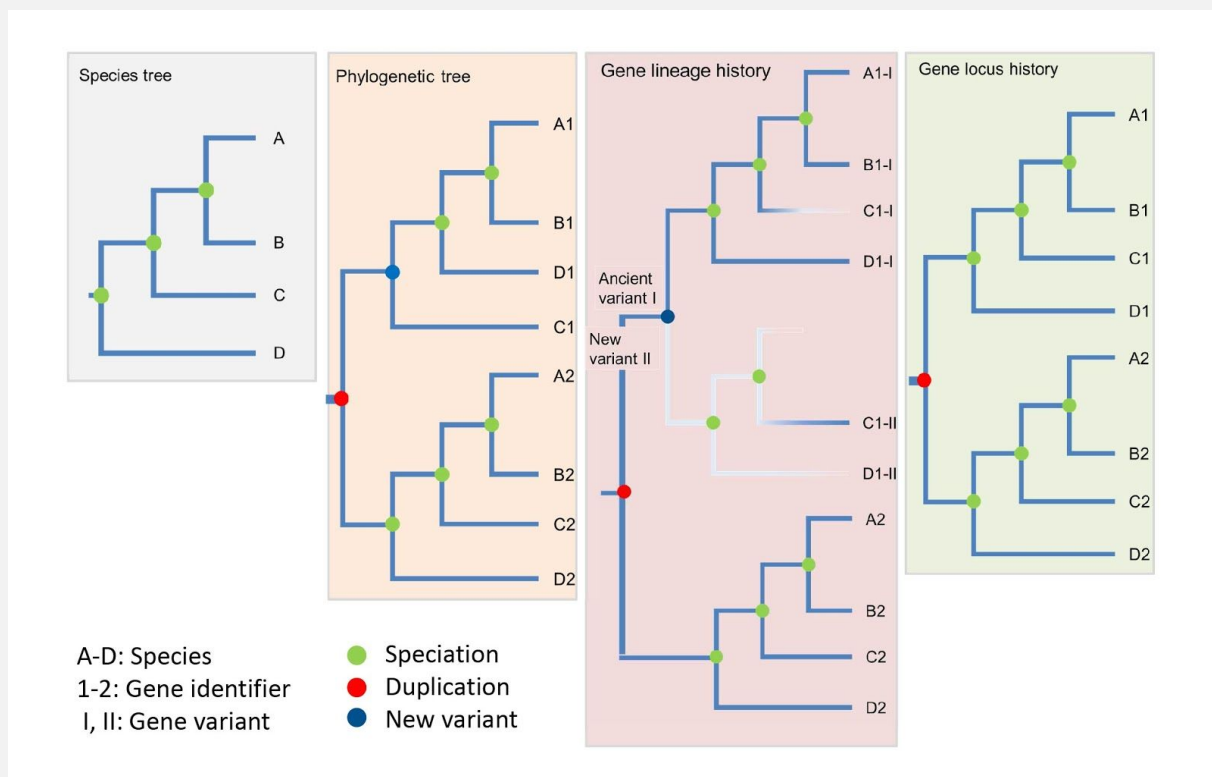 Species tree
A
B
C
D
Phylogenetic tree
A1
B1
D1
C1
A2
B2
C2
D2
Gene lineage history
A1-I
B1-I
C1-I
D1-I
Ancient
variant I
New
variant II
C1-II
D1-II
A2
B2
C2
D2
Gene locus history
A1
B1
C1
D1
A2
B2
C2
D2
A-D: Species
1-2: Gene identifier
I, II: Gene variant
Speciation
Duplication
New variant